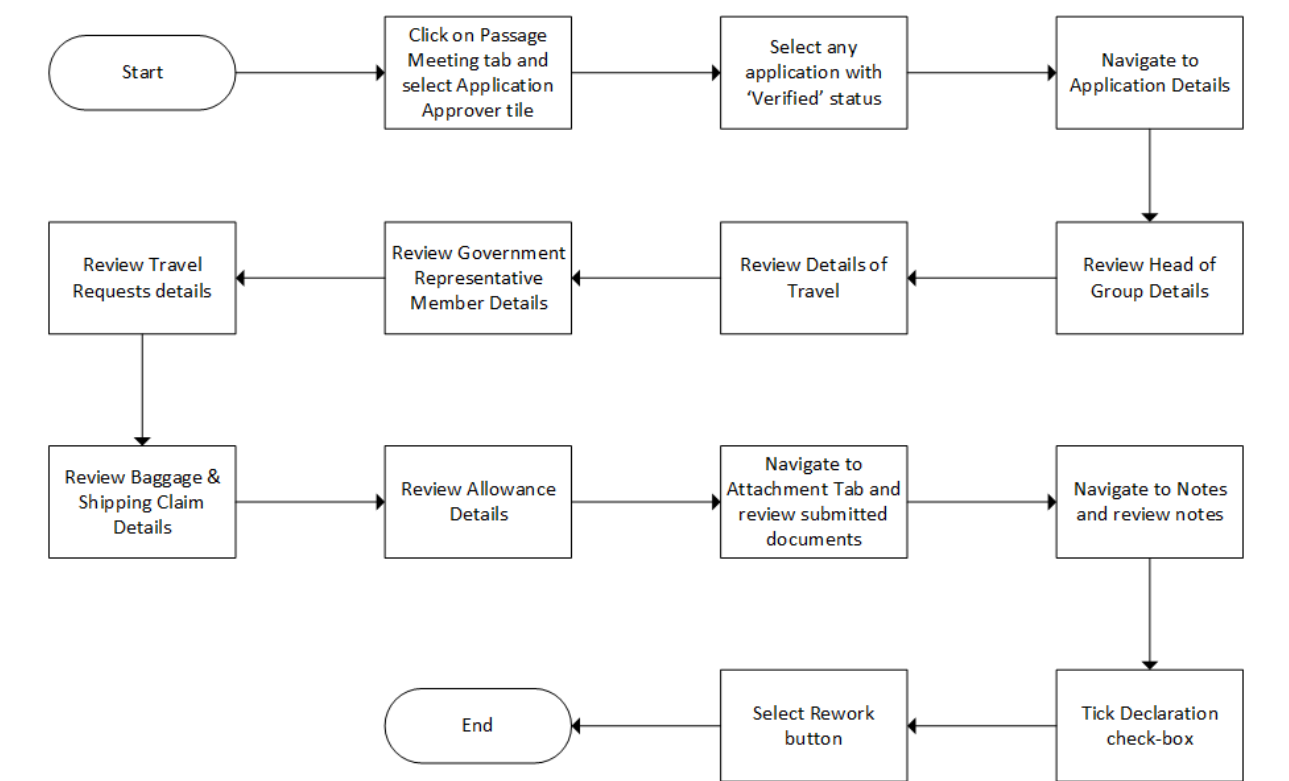 Start
Click on Passage
Meeting tab and
select Application
Approver tile
Select any
application with
‘Verified’ status
Navigate to
Application Details
Review Head of
Group Details
Review Details of
Travel
Review Government
Representative
Member Details
Review Travel
Requests details
Review Baggage &
Shipping Claim
Details
Review Allowance
Details
Navigate to
Attachment Tab and
review submitted
documents
Navigate to Notes
and review notes
Tick Declaration
check-box
Select Rework
button
End